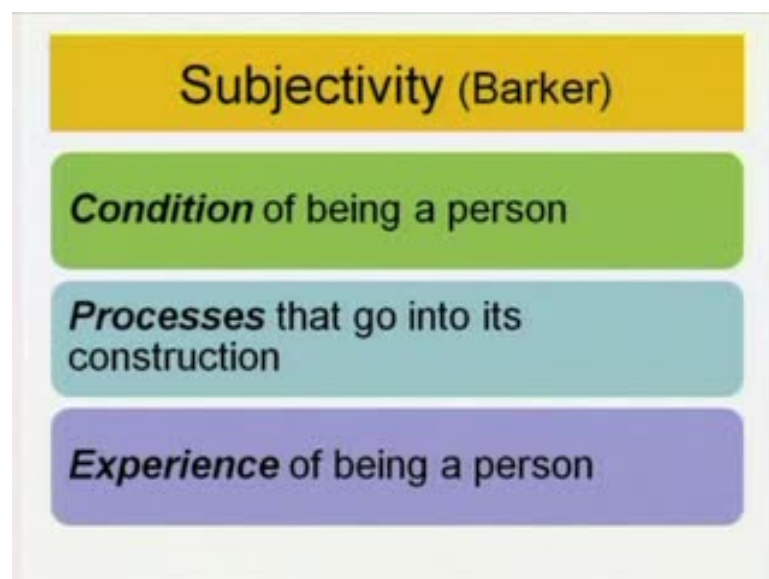 Subjectivity (Barker)
Condition of being a person
Processes that go into its
construction
Experience of being a person